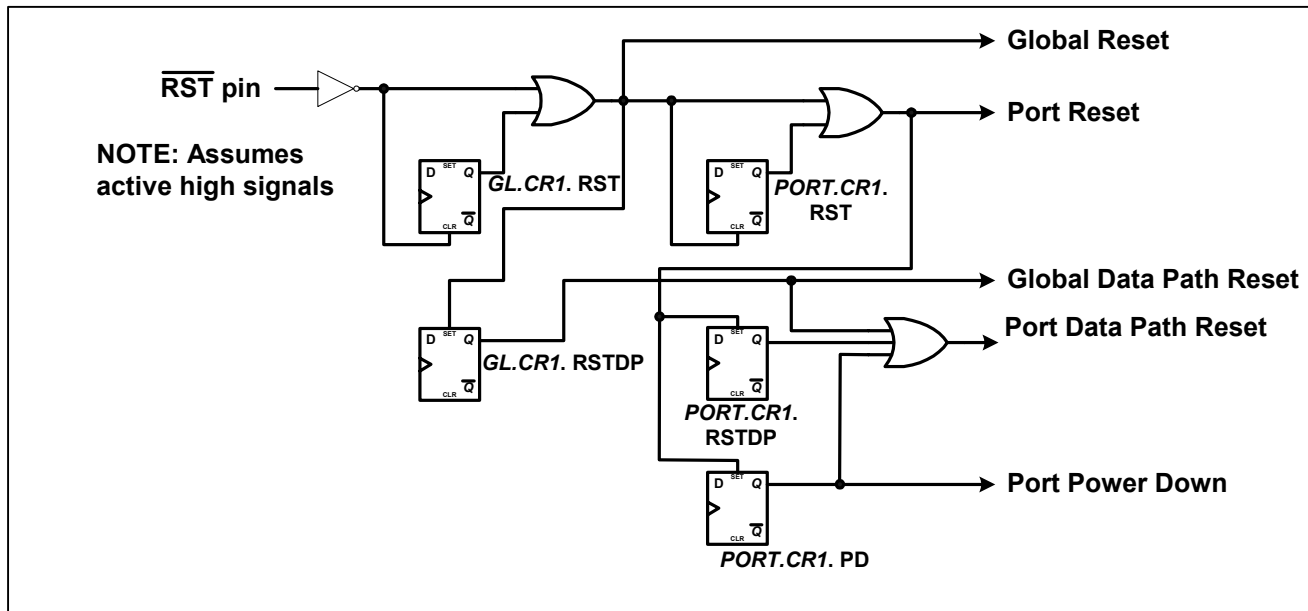 Global Reset
RST pin
Port Reset
NOTE: Assumes
active high signals
D SET Q
GL.CR1. RST
Q
CLR
D SET Q
PORT.CR1.
RST
Q
CLR
Global Data Path Reset
Port Data Path Reset
D SET Q
GL.CR1. RSTDP
Q
CLR
D SET Q
Q
CLR
PORT.CR1.
RSTDP
D SET Q
Port Power Down
Q
CLR
PORT.CR1. PD